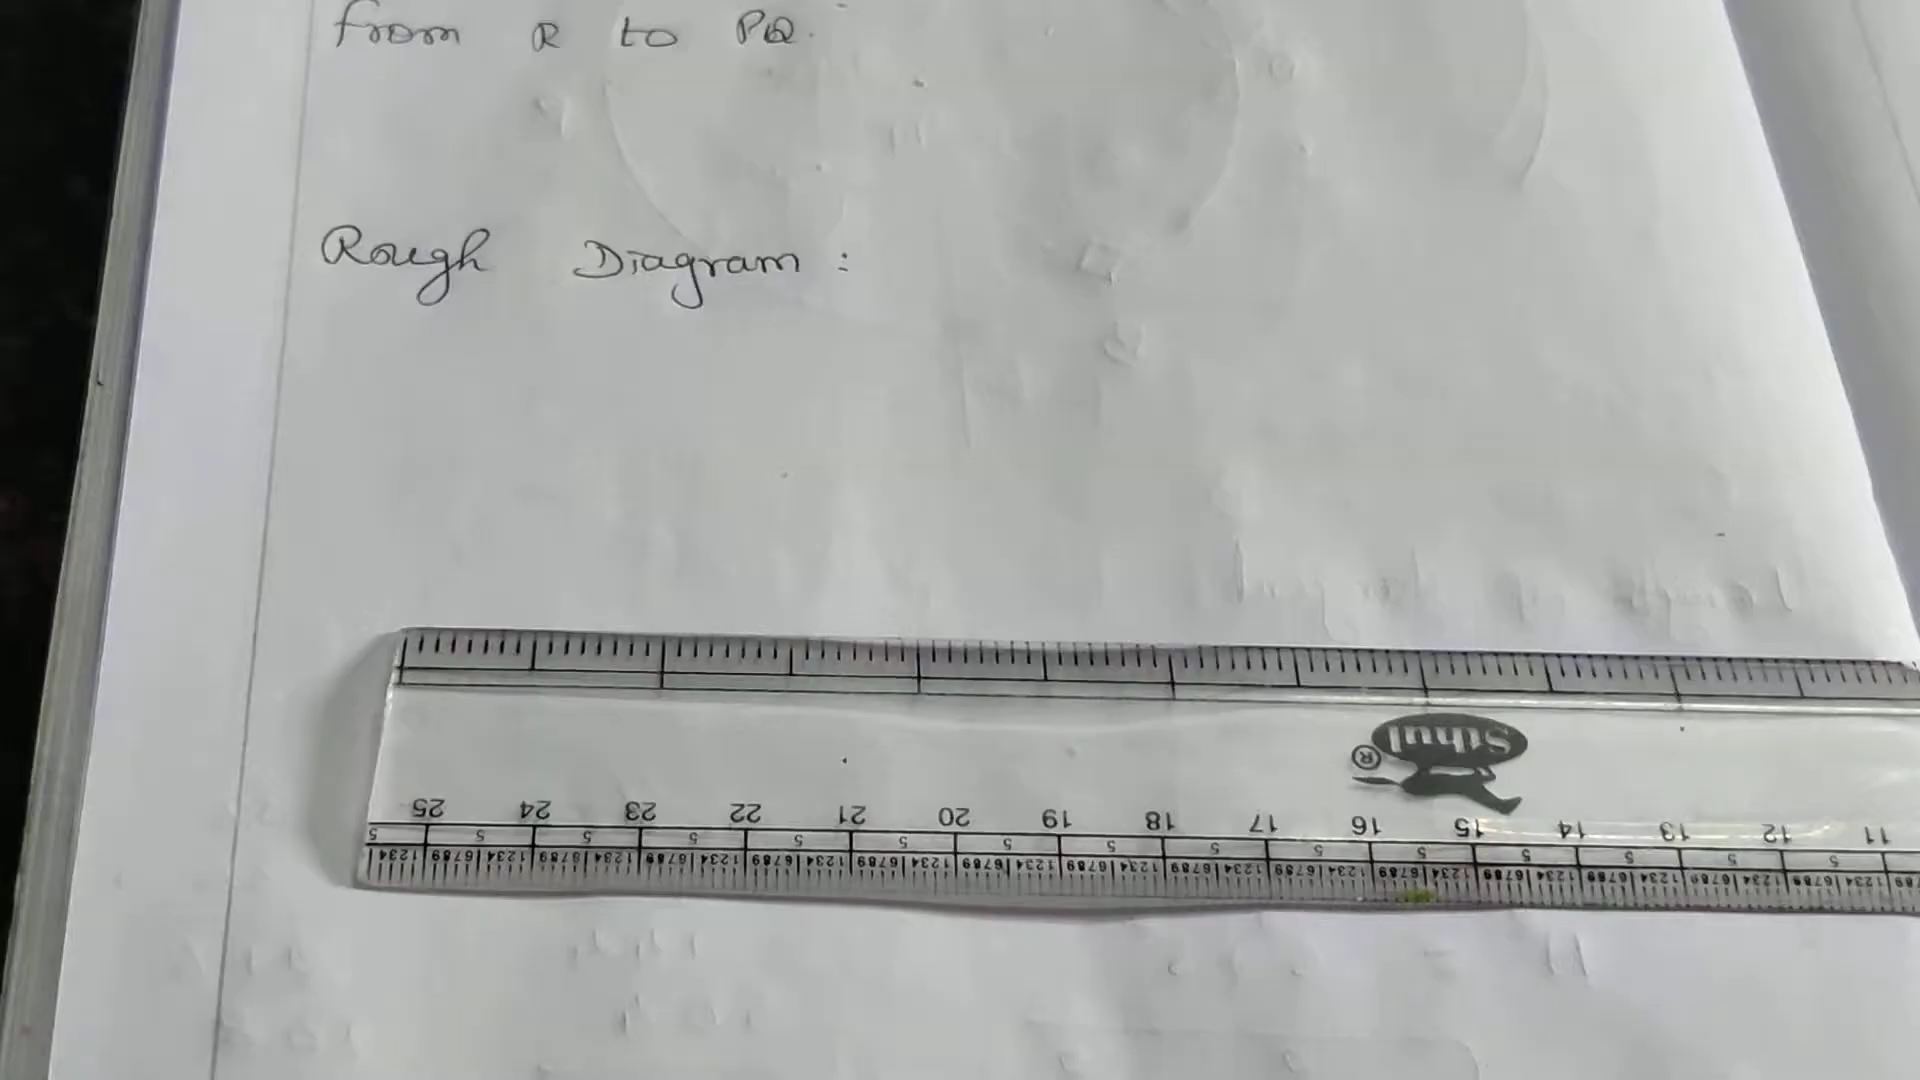 from R to PQ.
Rough Diagram :
Sthul ®
25 24 23 22 21 20 19 18 17 16 15 14 13 12 11